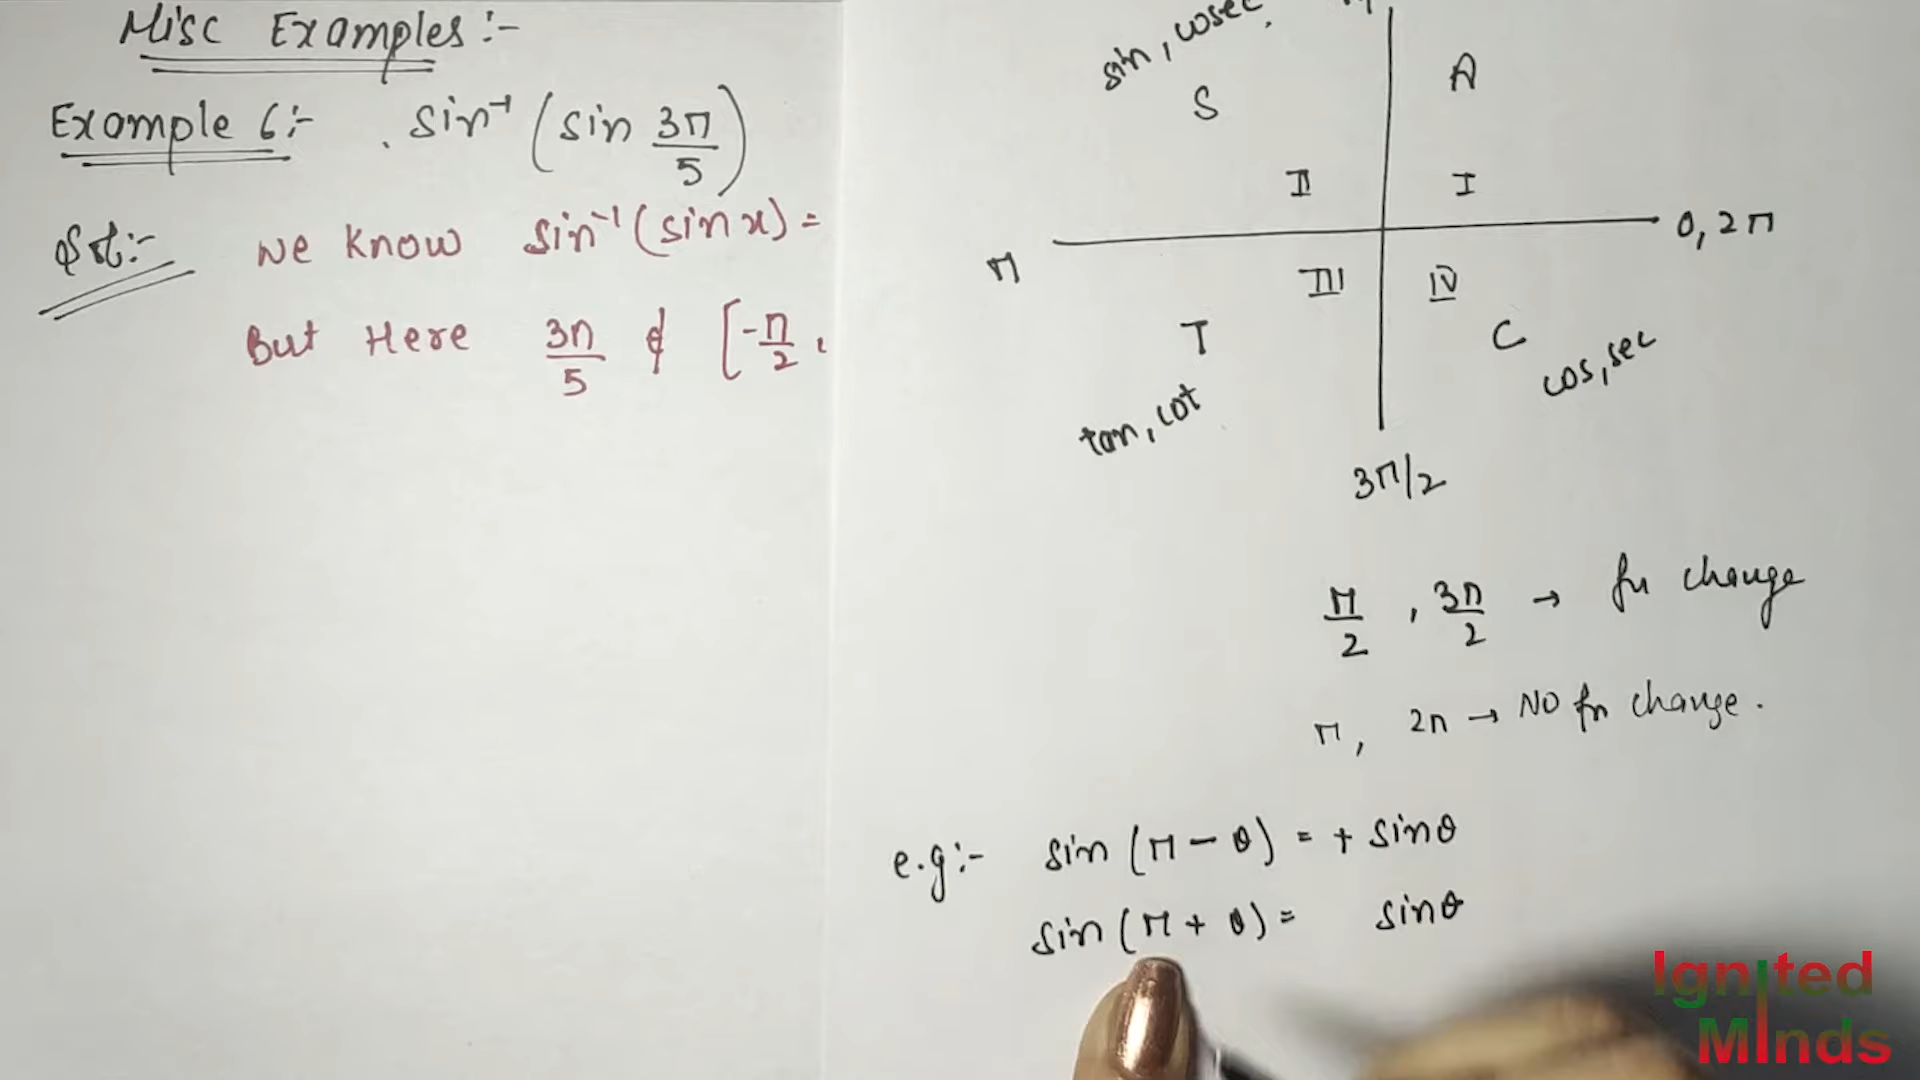 Misc Examples:-
Example 6:- . sin⁻¹ (sin 3π/5)
Sol:- We know sin⁻¹(sin x) =
But Here 3π/5 ∉ [-π/2,
sin, cosec
S
A
II
I
π
0, 2π
III
IV
T
C
tan, cot
cos, sec
3π/2
π/2 , 3π/2 → fn change
π, 2π → NO fn change.
e.g:- sin (π - θ) = + sinθ
sin (π + θ) = sinθ
Ignited
Minds